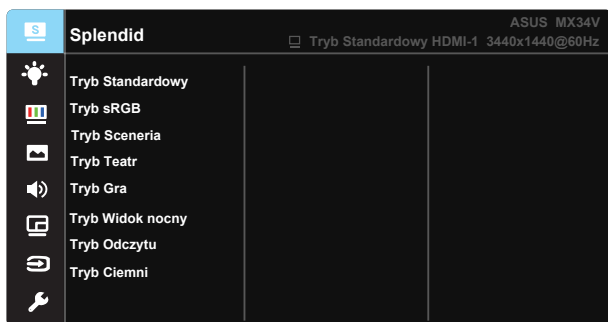 S
Splendid
ASUS MX34V
Tryb Standardowy HDMI-1 3440x1440@60Hz
Tryb Standardowy
Tryb sRGB
Tryb Sceneria
Tryb Teatr
Tryb Gra
Tryb Widok nocny
Tryb Odczytu
Tryb Ciemni